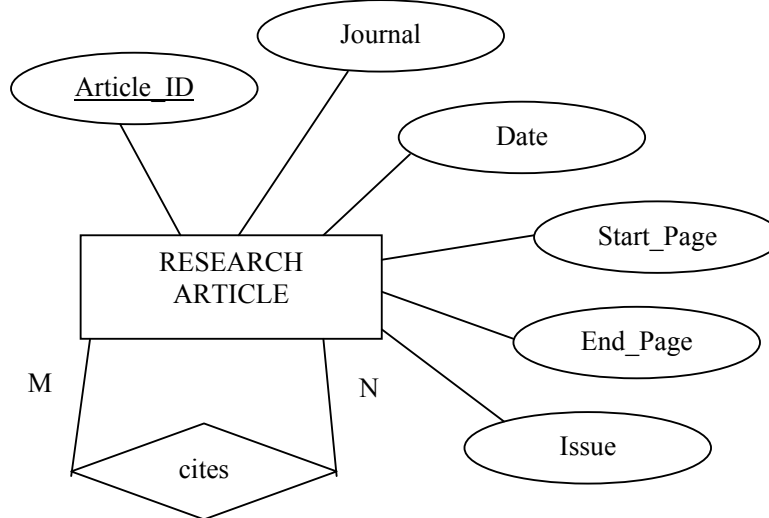 Journal
Article_ID
Date
Start_Page
RESEARCH
ARTICLE
End_Page
M
N
Issue
cites